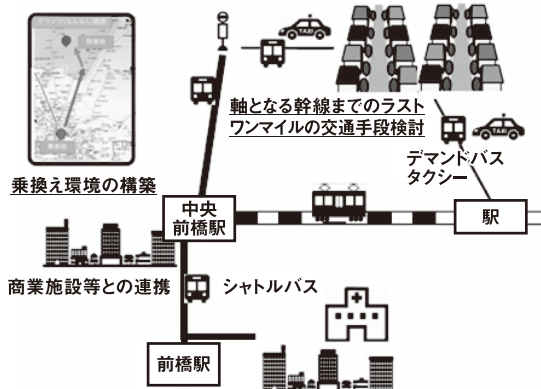 TAXI
軸となる幹線までのラスト
ワンマイルの交通手段検討
デマンドバス
タクシー
乗換え環境の構築
中央
前橋駅
駅
商業施設等との連携
シャトルバス
前橋駅